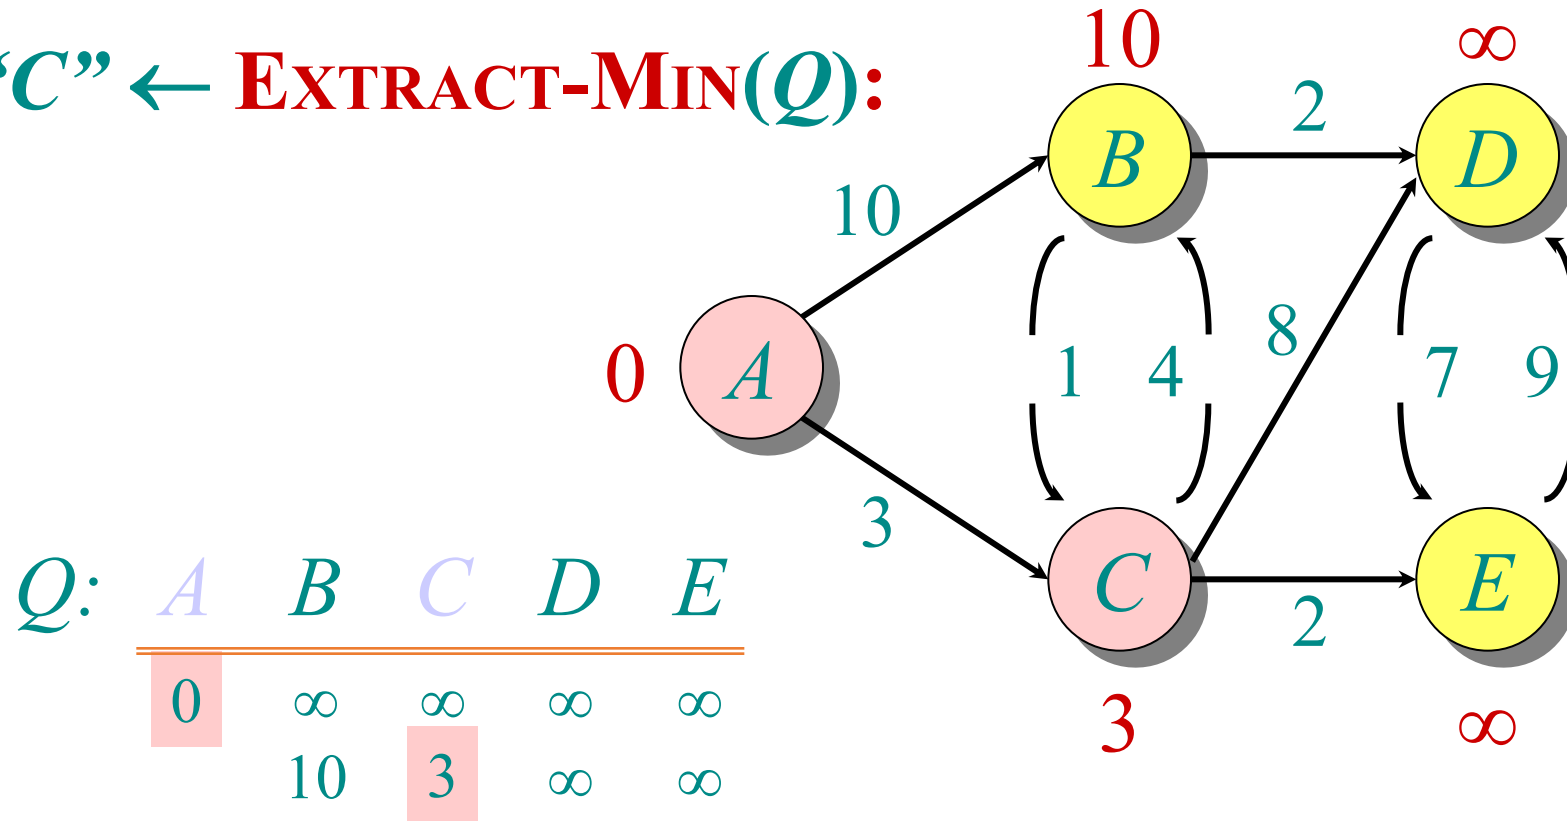 “C” ← EXTRACT-MIN(Q):
10
∞
B
2
D
10
8
0
A
1
4
7
9
3
Q: A B C D E
C
2
E
0 ∞ ∞ ∞ ∞
3
∞
10 3 ∞ ∞